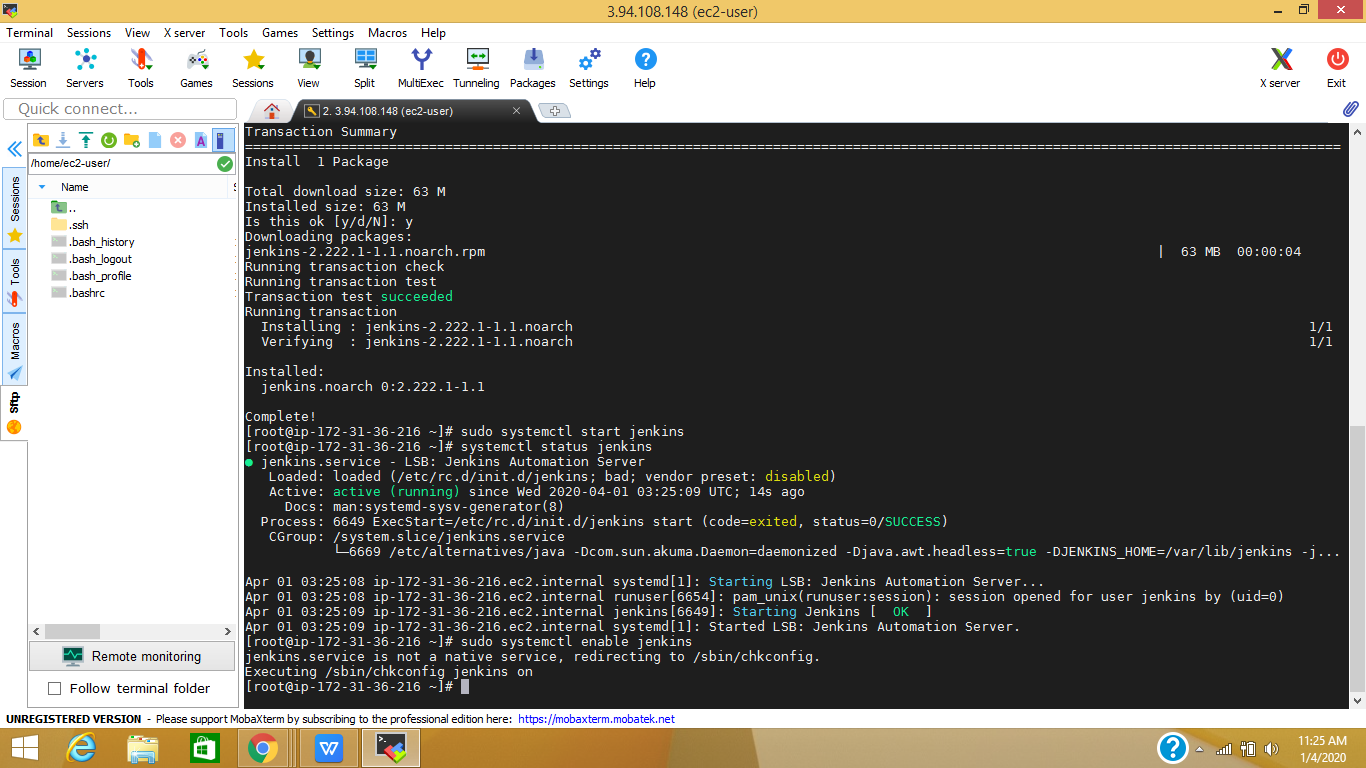 3.94.108.148 (ec2-user)
Terminal Sessions View X server Tools Games Settings Macros Help
Session Servers Tools Games Sessions View Split MultiExec Tunneling Packages Settings Help X server Exit
Quick connect...
2. 3.94.108.148 (ec2-user)
/home/ec2-user/
Name
..
.ssh
.bash_history
.bash_logout
.bash_profile
.bashrc
Sessions
Tools
Macros
Sftp
Remote monitoring
Follow terminal folder
Transaction Summary
================================================================================
Install  1 Package
Total download size: 63 M
Installed size: 63 M
Is this ok [y/d/N]: y
Downloading packages:
jenkins-2.222.1-1.1.noarch.rpm | 63 MB 00:00:04
Running transaction check
Running transaction test
Transaction test succeeded
Running transaction
Installing : jenkins-2.222.1-1.1.noarch 1/1
Verifying : jenkins-2.222.1-1.1.noarch 1/1
Installed:
jenkins.noarch 0:2.222.1-1.1
Complete!
[root@ip-172-31-36-216 ~]# sudo systemctl start jenkins
[root@ip-172-31-36-216 ~]# systemctl status jenkins
● jenkins.service - LSB: Jenkins Automation Server
Loaded: loaded (/etc/rc.d/init.d/jenkins; bad; vendor preset: disabled)
Active: active (running) since Wed 2020-04-01 03:25:09 UTC; 14s ago
Docs: man:systemd-sysv-generator(8)
Process: 6649 ExecStart=/etc/rc.d/init.d/jenkins start (code=exited, status=0/SUCCESS)
CGroup: /system.slice/jenkins.service
└─6669 /etc/alternatives/java -Dcom.sun.akuma.Daemon=daemonized -Djava.awt.headless=true -DJENKINS_HOME=/var/lib/jenkins -j...
Apr 01 03:25:08 ip-172-31-36-216.ec2.internal systemd[1]: Starting LSB: Jenkins Automation Server...
Apr 01 03:25:08 ip-172-31-36-216.ec2.internal runuser[6654]: pam_unix(runuser:session): session opened for user jenkins by (uid=0)
Apr 01 03:25:09 ip-172-31-36-216.ec2.internal jenkins[6649]: Starting Jenkins [  OK  ]
Apr 01 03:25:09 ip-172-31-36-216.ec2.internal systemd[1]: Started LSB: Jenkins Automation Server.
[root@ip-172-31-36-216 ~]# sudo systemctl enable jenkins
jenkins.service is not a native service, redirecting to /sbin/chkconfig.
Executing /sbin/chkconfig jenkins on
[root@ip-172-31-36-216 ~]#
UNREGISTERED VERSION - Please support MobaXterm by subscribing to the professional edition here: https://mobaxterm.mobatek.net
11:25 AM
1/4/2020